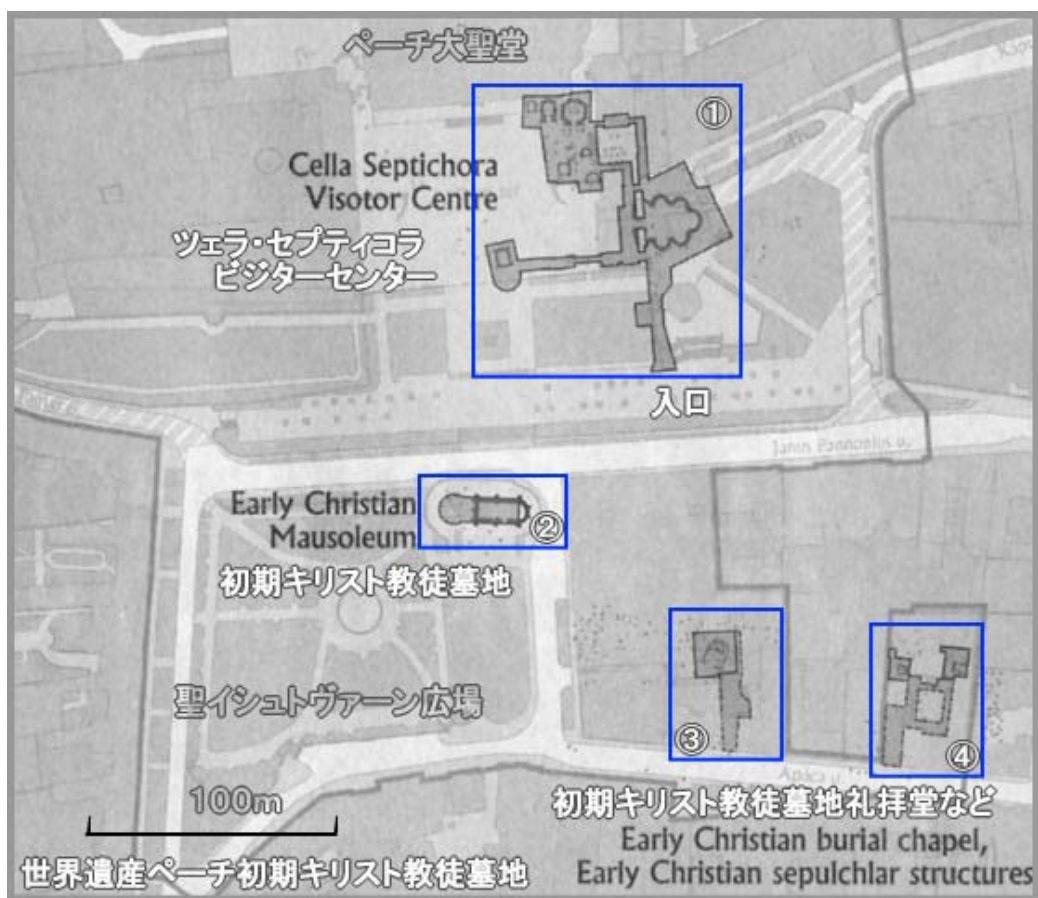 ペーチ大聖堂
①
Cella Septichora
Visotor Centre
ツェラ・セプティコラ
ビジターセンター
入口
Janus Pannonius u.
Early Christian
Mausoleum
②
初期キリスト教徒墓地
聖イシュトヴァーン広場
③
④
Apáca u.
100m
初期キリスト教徒墓地礼拝堂など
Early Christian burial chapel,
Early Christian sepulchlar structures
世界遺産ペーチ初期キリスト教徒墓地